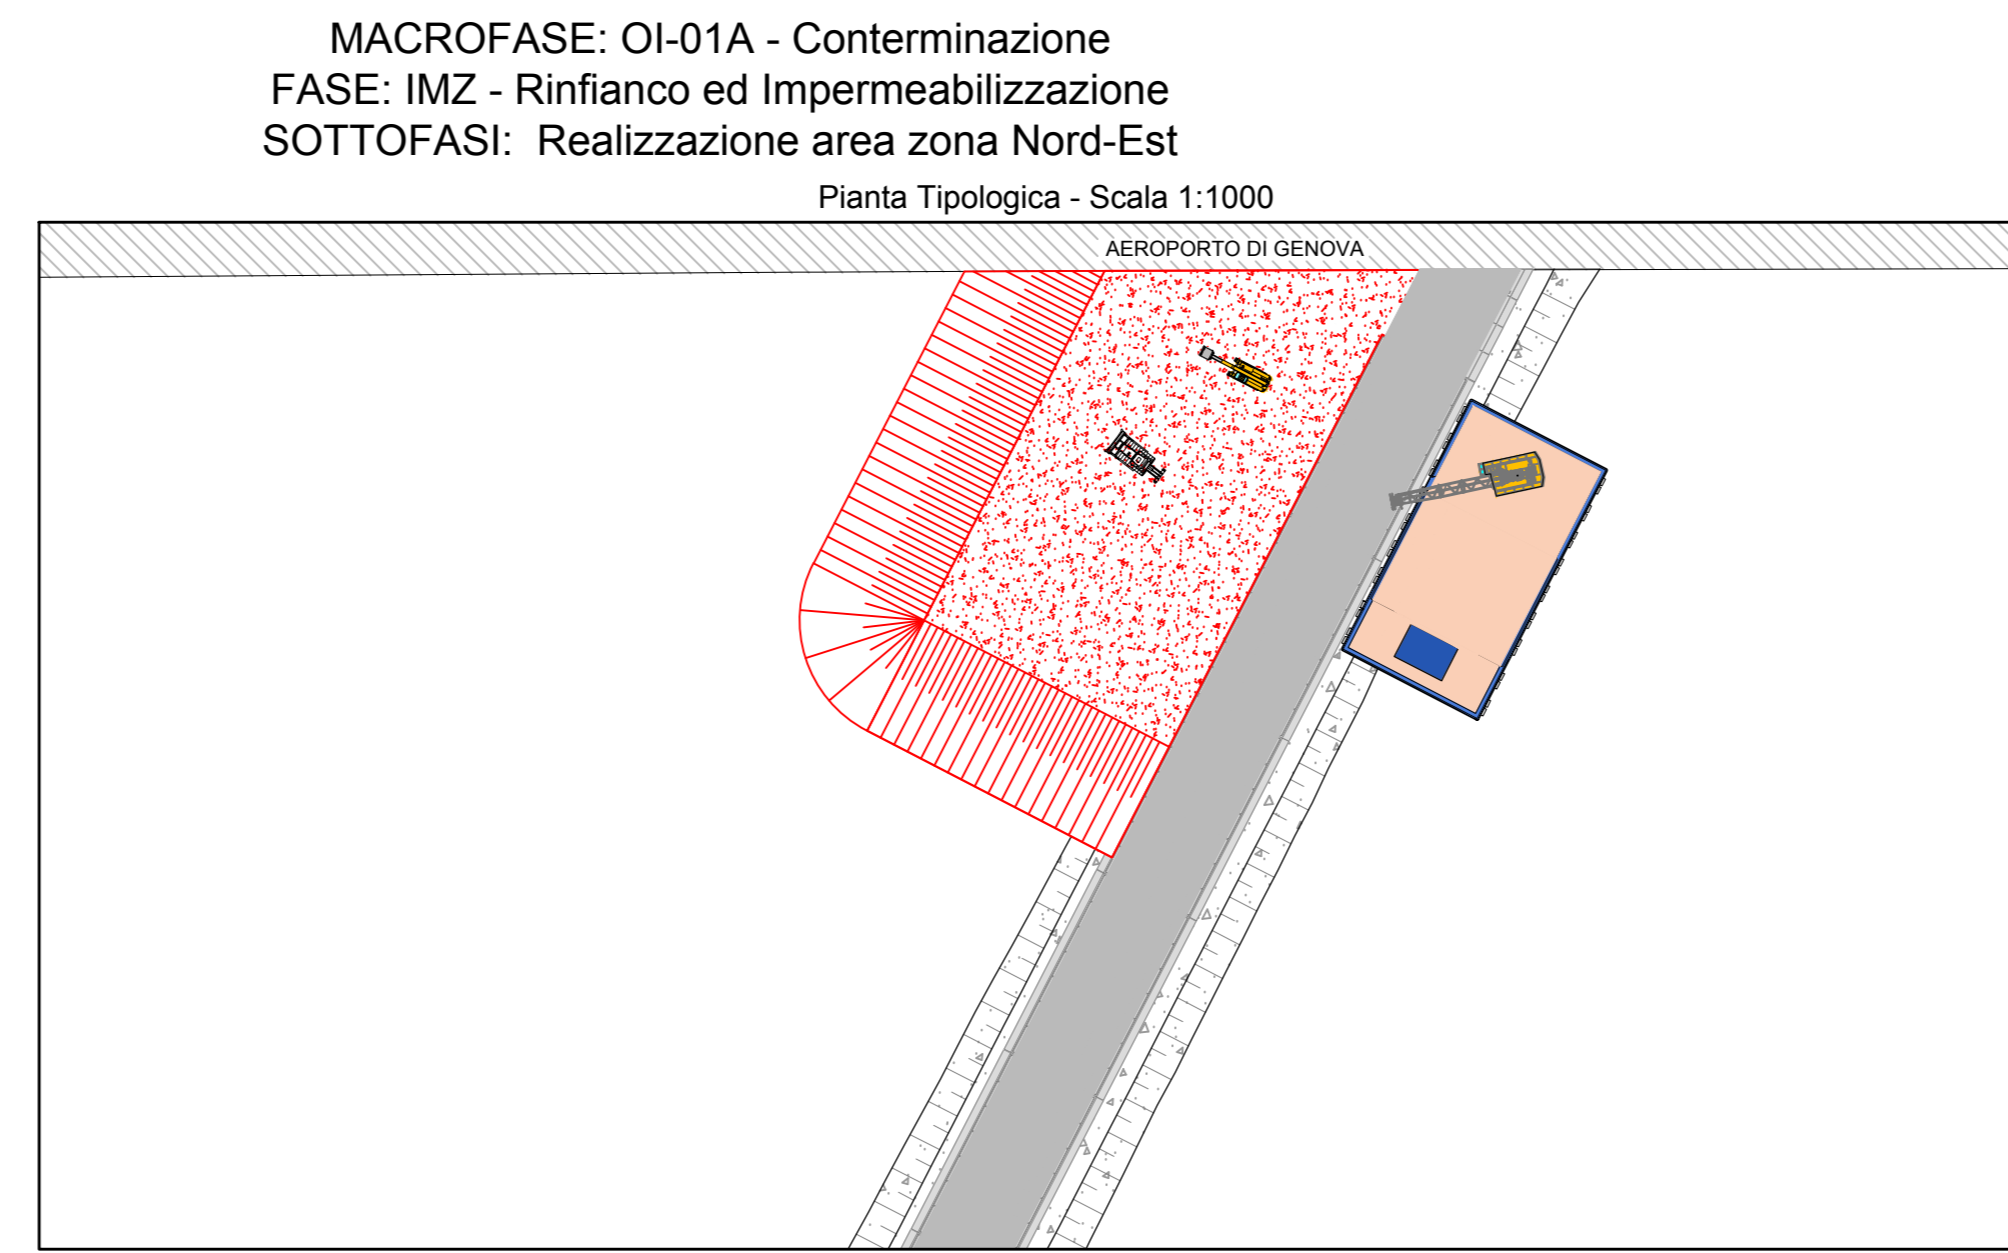 MACROFASE: OI-01A - Conterminazione
FASE: IMZ - Rinfianco ed Impermeabilizzazione
SOTTOFASI: Realizzazione area zona Nord-Est
Pianta Tipologica - Scala 1:1000
AEROPORTO DI GENOVA